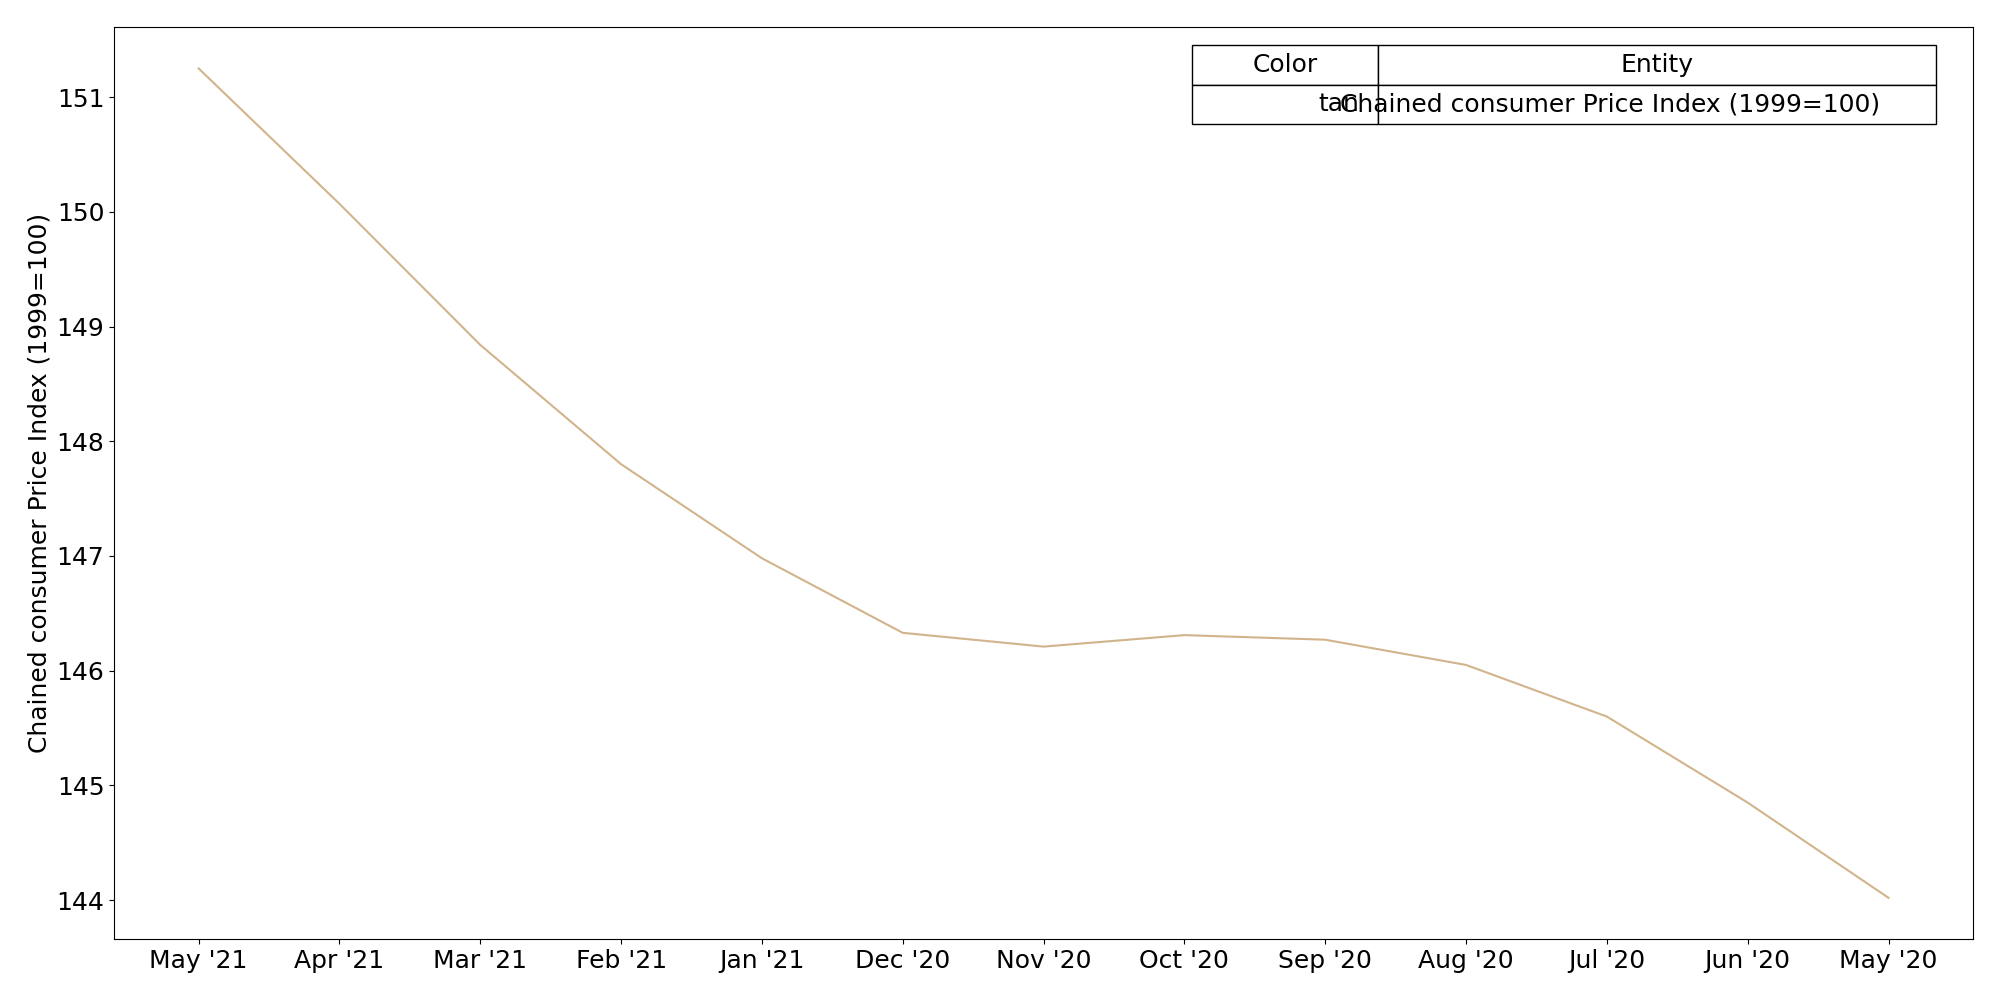 Color Entity
tan Chained consumer Price Index (1999=100)
Chained consumer Price Index (1999=100)
151
150
149
148
147
146
145
144
May '21 Apr '21 Mar '21 Feb '21 Jan '21 Dec '20 Nov '20 Oct '20 Sep '20 Aug '20 Jul '20 Jun '20 May '20